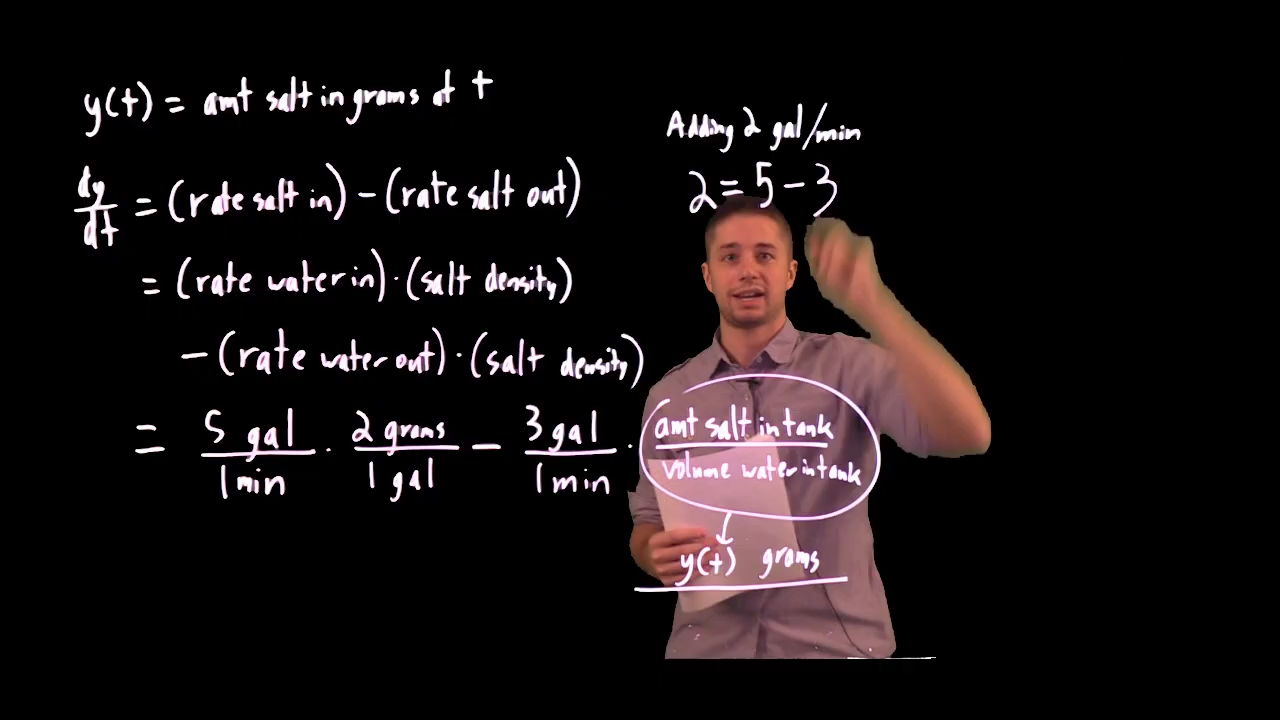 y(t) = amt salt in grams at t
dy/dt = (rate salt in) - (rate salt out)
= (rate water in) · (salt density)
- (rate water out) · (salt density)
= 5 gal/1 min · 2 grams/1 gal - 3 gal/1 min · amt salt in tank/volume water in tank
y(t) grams
Adding 2 gal/min
2 = 5 - 3